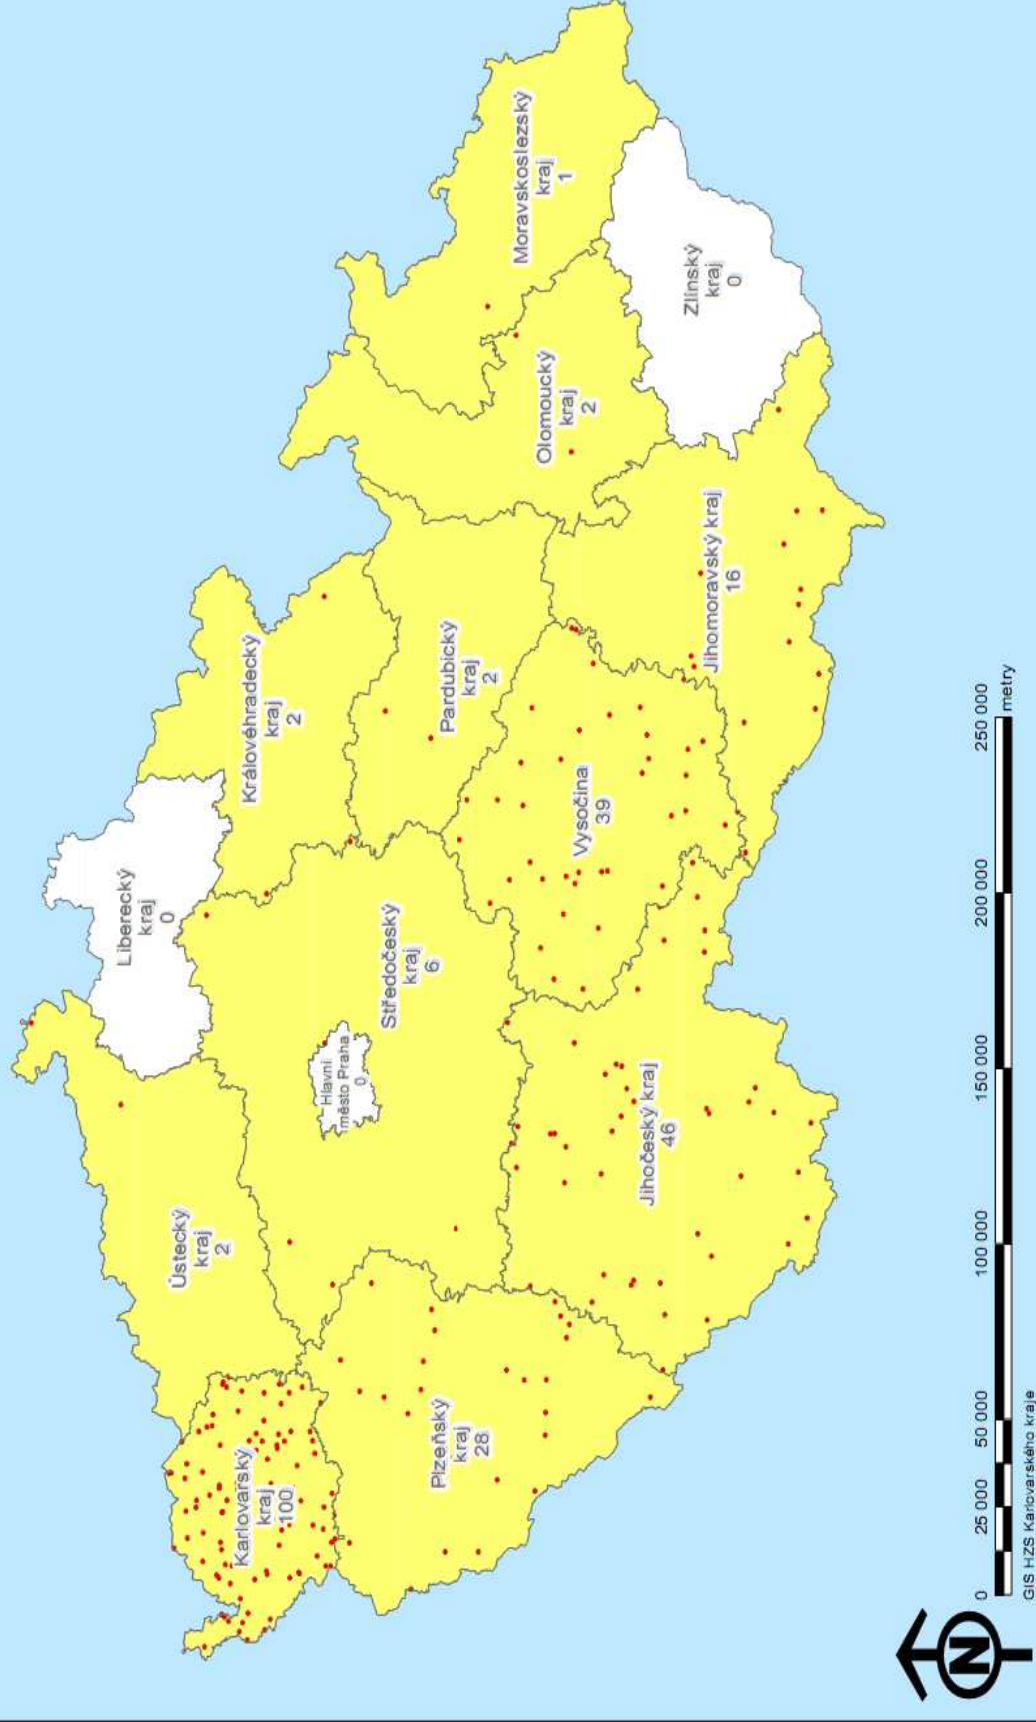 Liberecký
kraj
0
Ústecký
kraj
2
Královéhradecký
kraj
2
Karlovarský
kraj
100
Hlavní
město Praha
0
Středočeský
kraj
6
Pardubický
kraj
2
Plzeňský
kraj
28
Moravskoslezský
kraj
1
Olomoucký
kraj
2
Vysočina
39
Jihočeský kraj
46
Zlínský
kraj
0
Jihomoravský kraj
16
N
0 25 000 50 000 100 000 150 000 200 000 250 000
metry
GIS HZS Karlovarského kraje